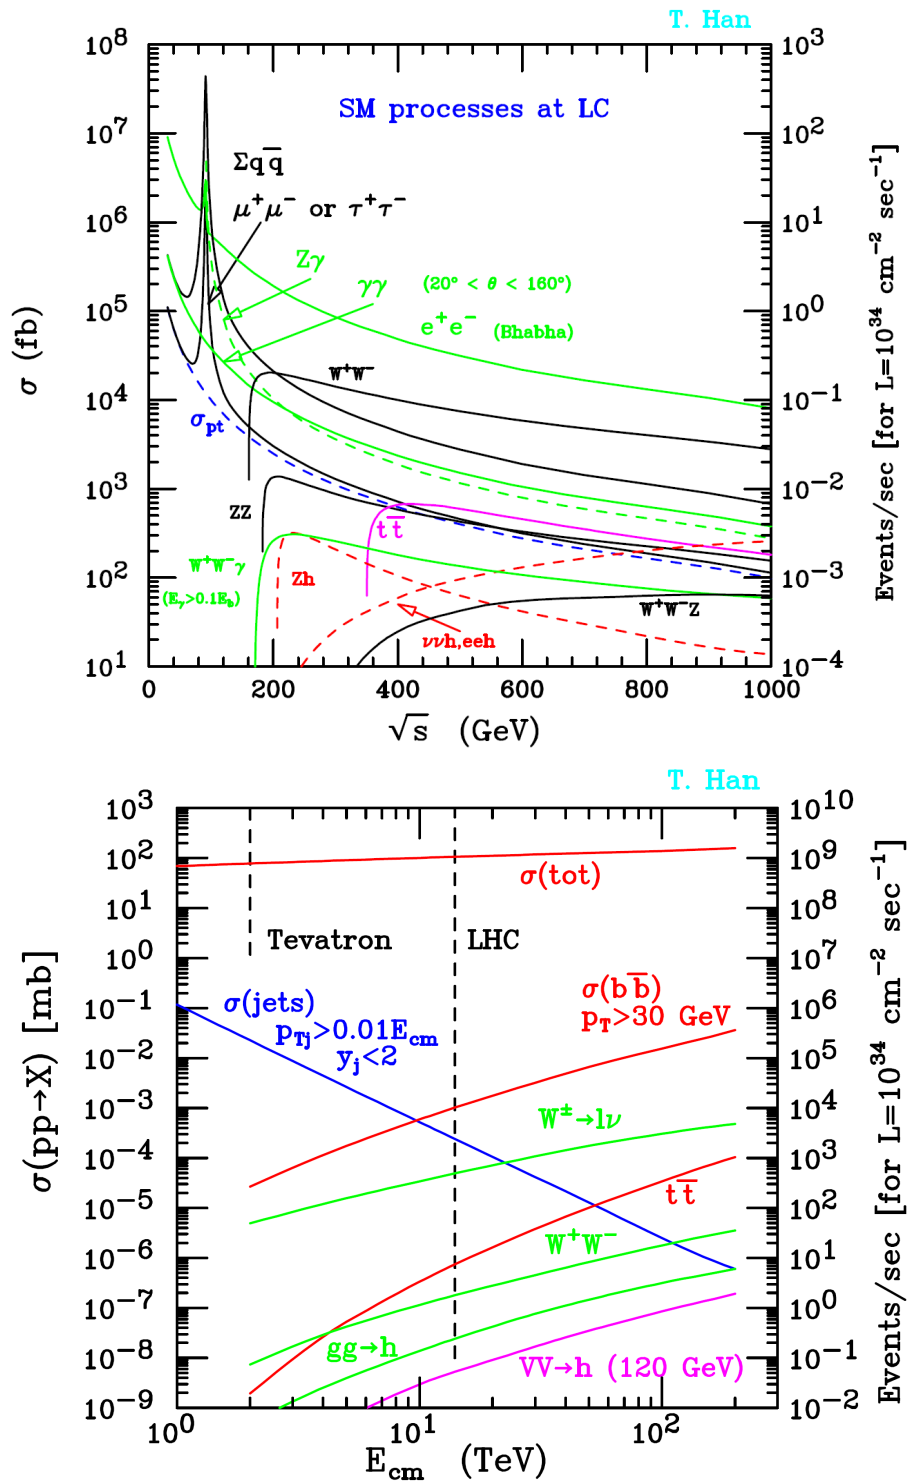 T. Han
10⁸
10⁷
10⁶
10⁵
10⁴
10³
10²
10¹
σ (fb)
SM processes at LC
Σqq̅
μ⁺μ⁻ or τ⁺τ⁻
Zγ
γγ (20° < θ < 160°)
e⁺e⁻ (Bhabha)
W⁺W⁻
σ_pt
ZZ
tt̅
W⁺W⁻γ
(E_γ>0.1E_b)
Zh
W⁺W⁻Z
ννh,eeh
10³
10²
10¹
10⁰
10⁻¹
10⁻²
10⁻³
10⁻⁴
Events/sec [for L=10³⁴ cm⁻² sec⁻¹]
0 200 400 600 800 1000
√s (GeV)
T. Han
10³
10²
10¹
10⁰
10⁻¹
10⁻²
10⁻³
10⁻⁴
10⁻⁵
10⁻⁶
10⁻⁷
10⁻⁸
10⁻⁹
σ(pp→X) [mb]
σ(tot)
Tevatron LHC
σ(jets)
p_Tj>0.01E_cm
y_j<2
σ(bb̅)
p_T>30 GeV
W^±→lν
tt̅
W⁺W⁻
gg→h
VV→h (120 GeV)
10¹⁰
10⁹
10⁸
10⁷
10⁶
10⁵
10⁴
10³
10²
10¹
10⁰
10⁻¹
10⁻²
Events/sec [for L=10³⁴ cm⁻² sec⁻¹]
10⁰ 10¹ 10²
E_cm (TeV)